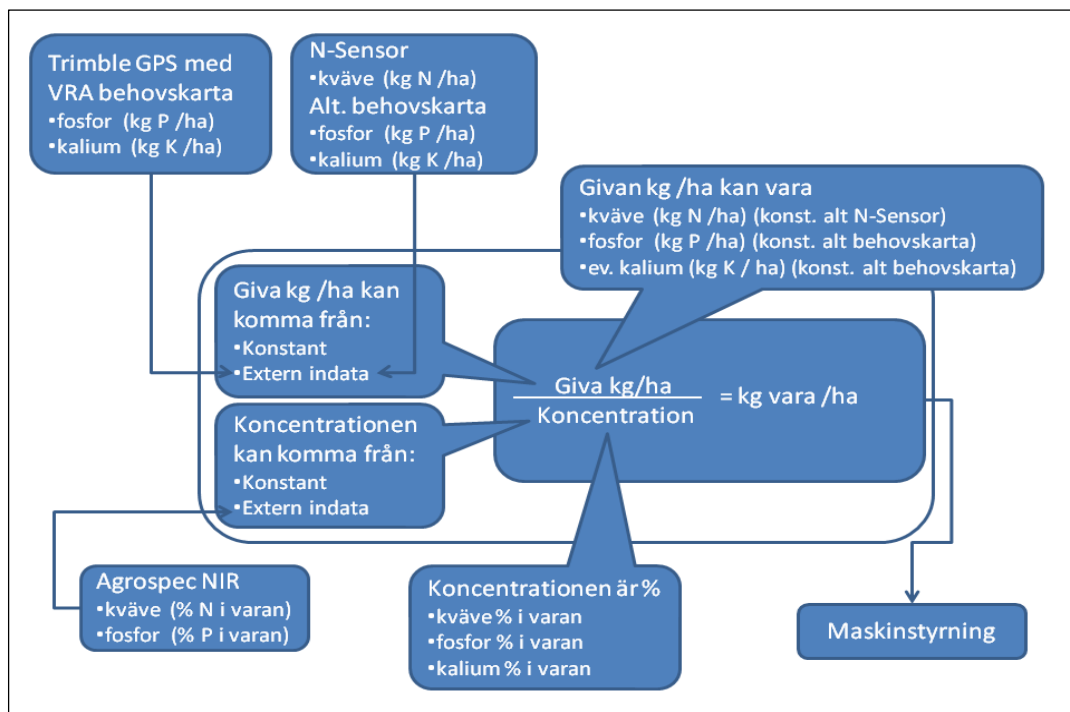 Trimble GPS med
VRA behovskarta
•fosfor (kg P /ha)
•kalium (kg K /ha)
N-Sensor
•kväve (kg N /ha)
Alt. behovskarta
•fosfor (kg P /ha)
•kalium (kg K /ha)
Givan kg /ha kan vara
•kväve (kg N /ha) (konst. alt N-Sensor)
•fosfor (kg P /ha) (konst. alt behovskarta)
•ev. kalium (kg K / ha) (konst. alt behovskarta)
Giva kg /ha kan
komma från:
•Konstant
•Extern indata
Giva kg/ha
Koncentration
= kg vara /ha
Koncentrationen
kan komma från:
•Konstant
•Extern indata
Agrospec NIR
•kväve (% N i varan)
•fosfor (% P i varan)
Koncentrationen är %
•kväve % i varan
•fosfor % i varan
•kalium % i varan
Maskinstyrning